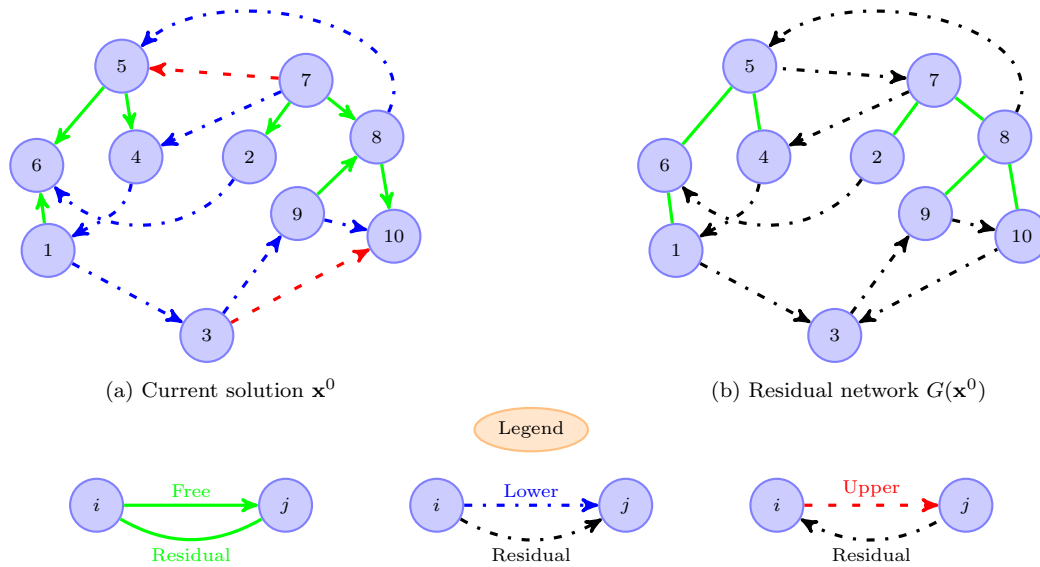 5
7
6
4
2
8
1
9
10
3
(a) Current solution x⁰
5
7
6
4
2
8
1
9
10
3
(b) Residual network G(x⁰)
Legend
i
Free
j
Residual
i
Lower
j
Residual
i
Upper
j
Residual